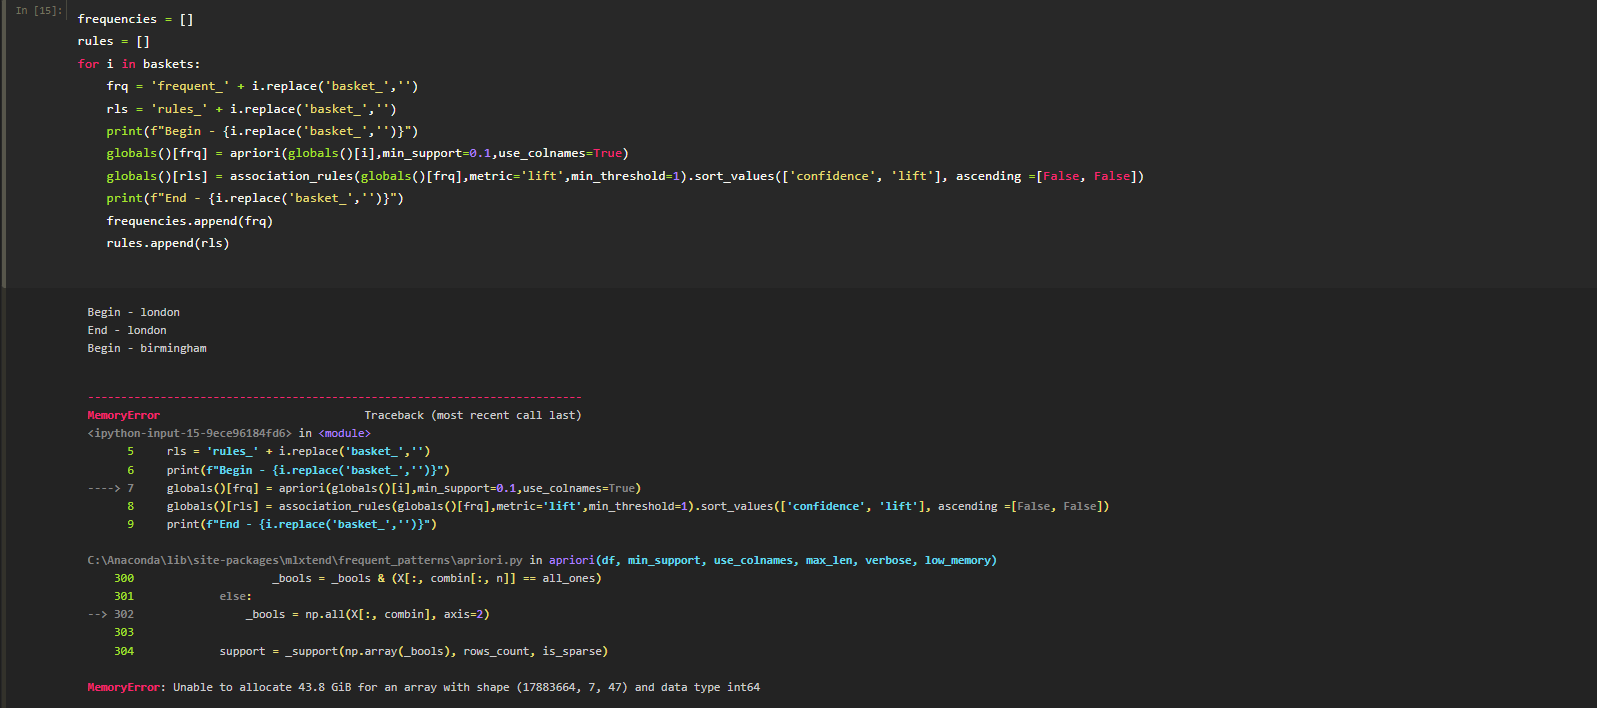 In [15]:
frequencies = []
rules = []
for i in baskets:
    frq = 'frequent_' + i.replace('basket_','')
    rls = 'rules_' + i.replace('basket_','')
    print(f"Begin - {i.replace('basket_','')}")
    globals()[frq] = apriori(globals()[i],min_support=0.1,use_colnames=True)
    globals()[rls] = association_rules(globals()[frq],metric='lift',min_threshold=1).sort_values(['confidence', 'lift'], ascending =[False, False])
    print(f"End - {i.replace('basket_','')}")
    frequencies.append(frq)
    rules.append(rls)
Begin - london
End - london
Begin - birmingham
---------------------------------------------------------------------------
MemoryError                               Traceback (most recent call last)
<ipython-input-15-9ece96184fd6> in <module>
      5     rls = 'rules_' + i.replace('basket_','')
      6     print(f"Begin - {i.replace('basket_','')}")
----> 7     globals()[frq] = apriori(globals()[i],min_support=0.1,use_colnames=True)
      8     globals()[rls] = association_rules(globals()[frq],metric='lift',min_threshold=1).sort_values(['confidence', 'lift'], ascending =[False, False])
      9     print(f"End - {i.replace('basket_','')}")
C:\Anaconda\lib\site-packages\mlxtend\frequent_patterns\apriori.py in apriori(df, min_support, use_colnames, max_len, verbose, low_memory)
    300                     _bools = _bools & (X[:, combin[:, n]] == all_ones)
    301             else:
--> 302                 _bools = np.all(X[:, combin], axis=2)
    303
    304             support = _support(np.array(_bools), rows_count, is_sparse)
MemoryError: Unable to allocate 43.8 GiB for an array with shape (17883664, 7, 47) and data type int64